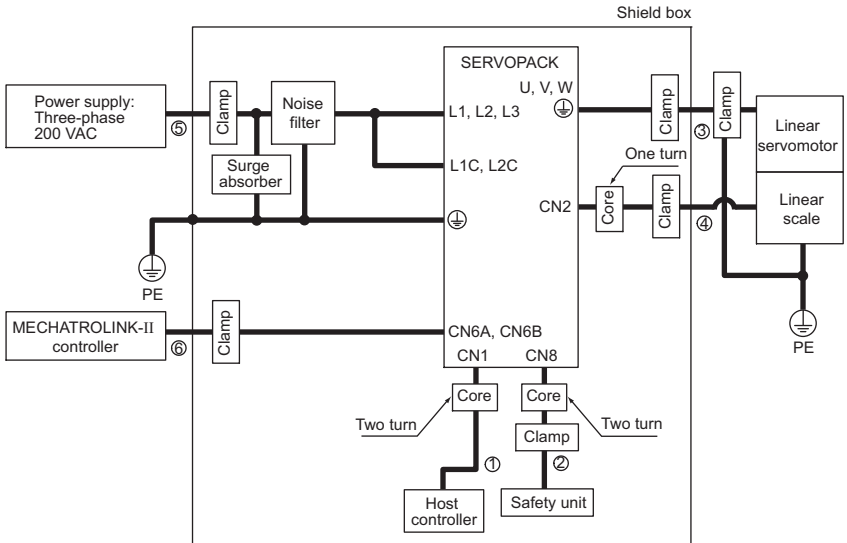 Shield box
SERVOPACK
U, V, W
Power supply:
Three-phase
200 VAC
⑤
Clamp
Noise
filter
L1, L2, L3
Clamp
③
Clamp
Linear
servomotor
Surge
absorber
L1C, L2C
One turn
CN2
Core
Clamp
④
Linear
scale
PE
PE
MECHATROLINK-II
controller
⑥
Clamp
CN6A, CN6B
CN1
CN8
Core
Core
Two turn
Two turn
Clamp
①
②
Host
controller
Safety unit